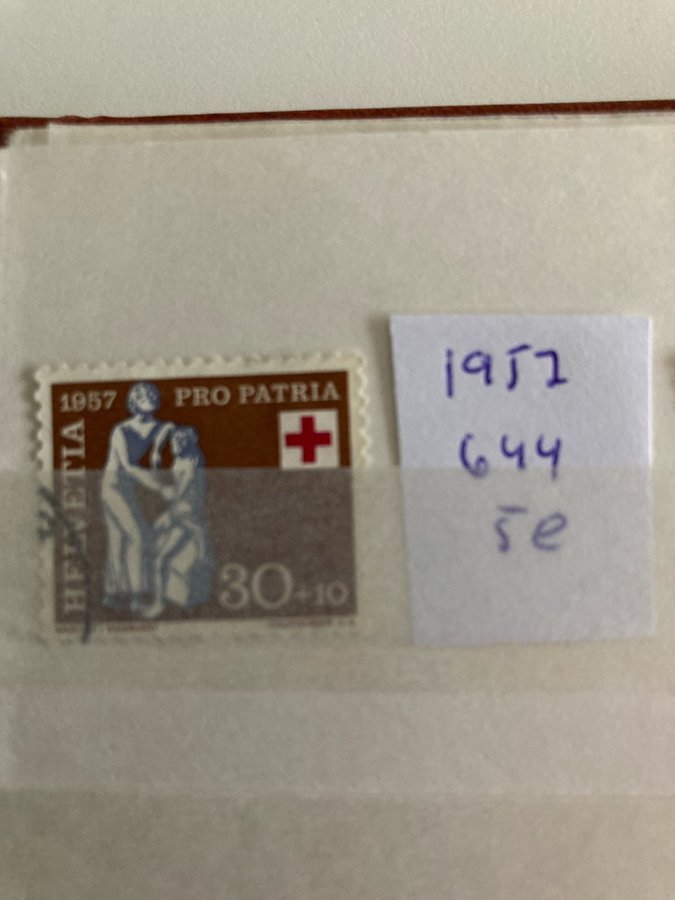 1957 PRO PATRIA
HELVETIA
30+10
1957
644
5e